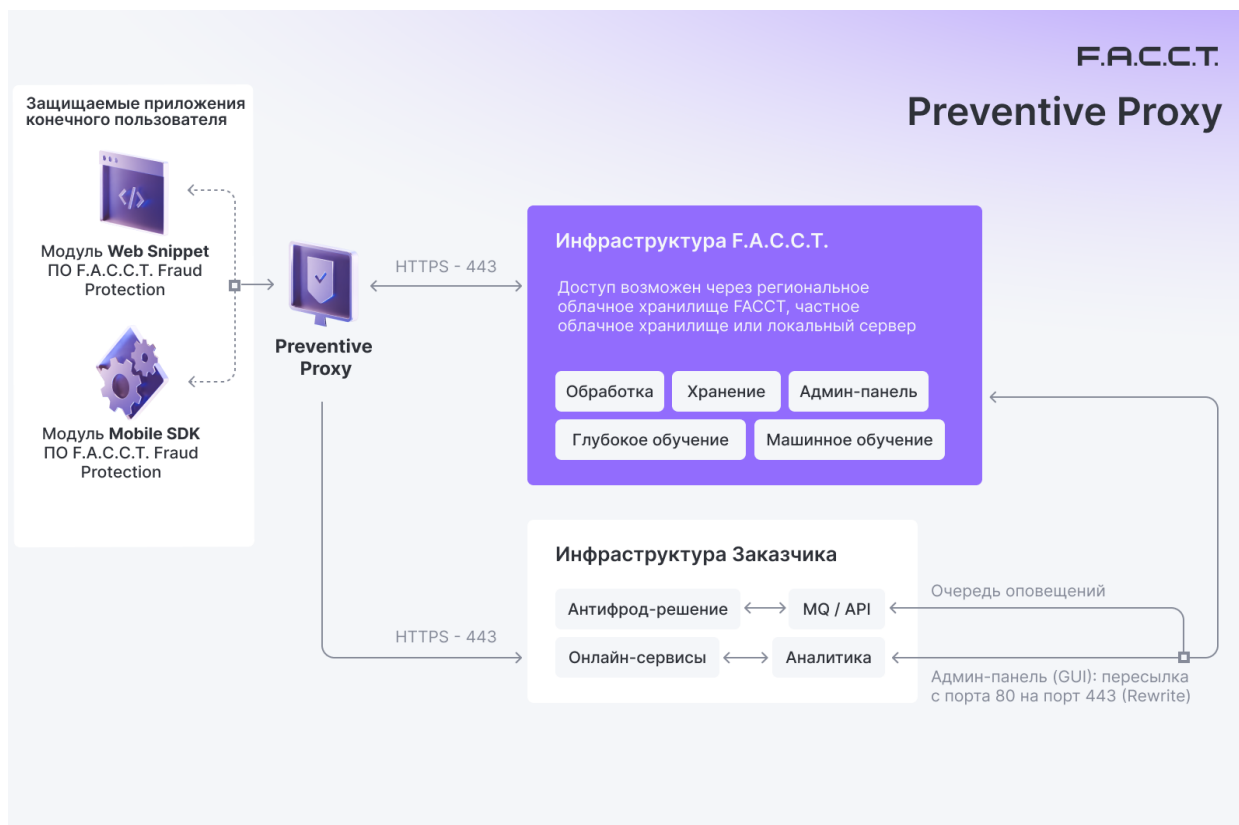 F.A.C.C.T.
Preventive Proxy
Защищаемые приложения
конечного пользователя
Модуль Web Snippet
ПО F.A.C.C.T. Fraud
Protection
Модуль Mobile SDK
ПО F.A.C.C.T. Fraud
Protection
Preventive
Proxy
HTTPS - 443
Инфраструктура F.A.C.C.T.
Доступ возможен через региональное
облачное хранилище FACCT, частное
облачное хранилище или локальный сервер
Обработка
Хранение
Админ-панель
Глубокое обучение
Машинное обучение
HTTPS - 443
Инфраструктура Заказчика
Антифрод-решение
MQ / API
Онлайн-сервисы
Аналитика
Очередь оповещений
Админ-панель (GUI): пересылка
с порта 80 на порт 443 (Rewrite)